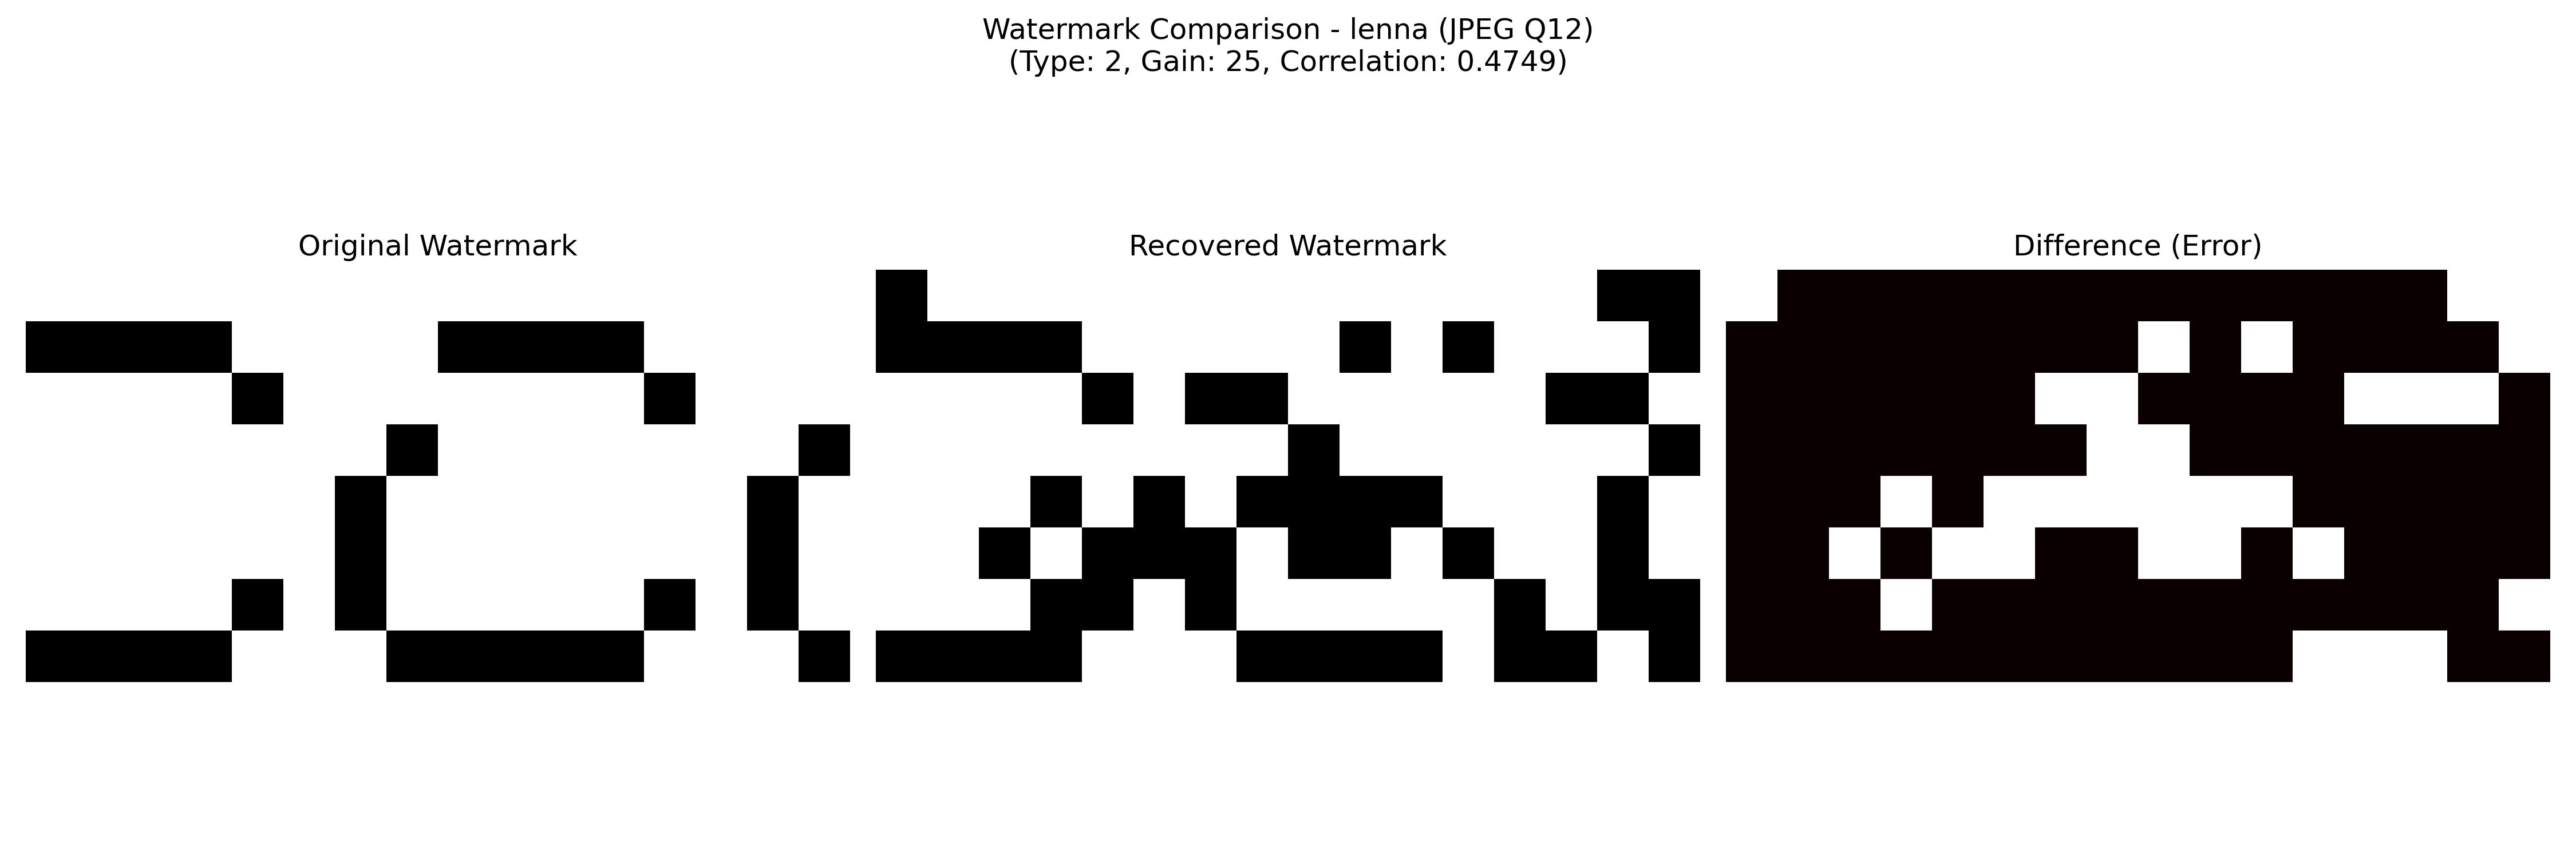 Watermark Comparison - lenna (JPEG Q12)
(Type: 2, Gain: 25, Correlation: 0.4749)
Original Watermark
Recovered Watermark
Difference (Error)